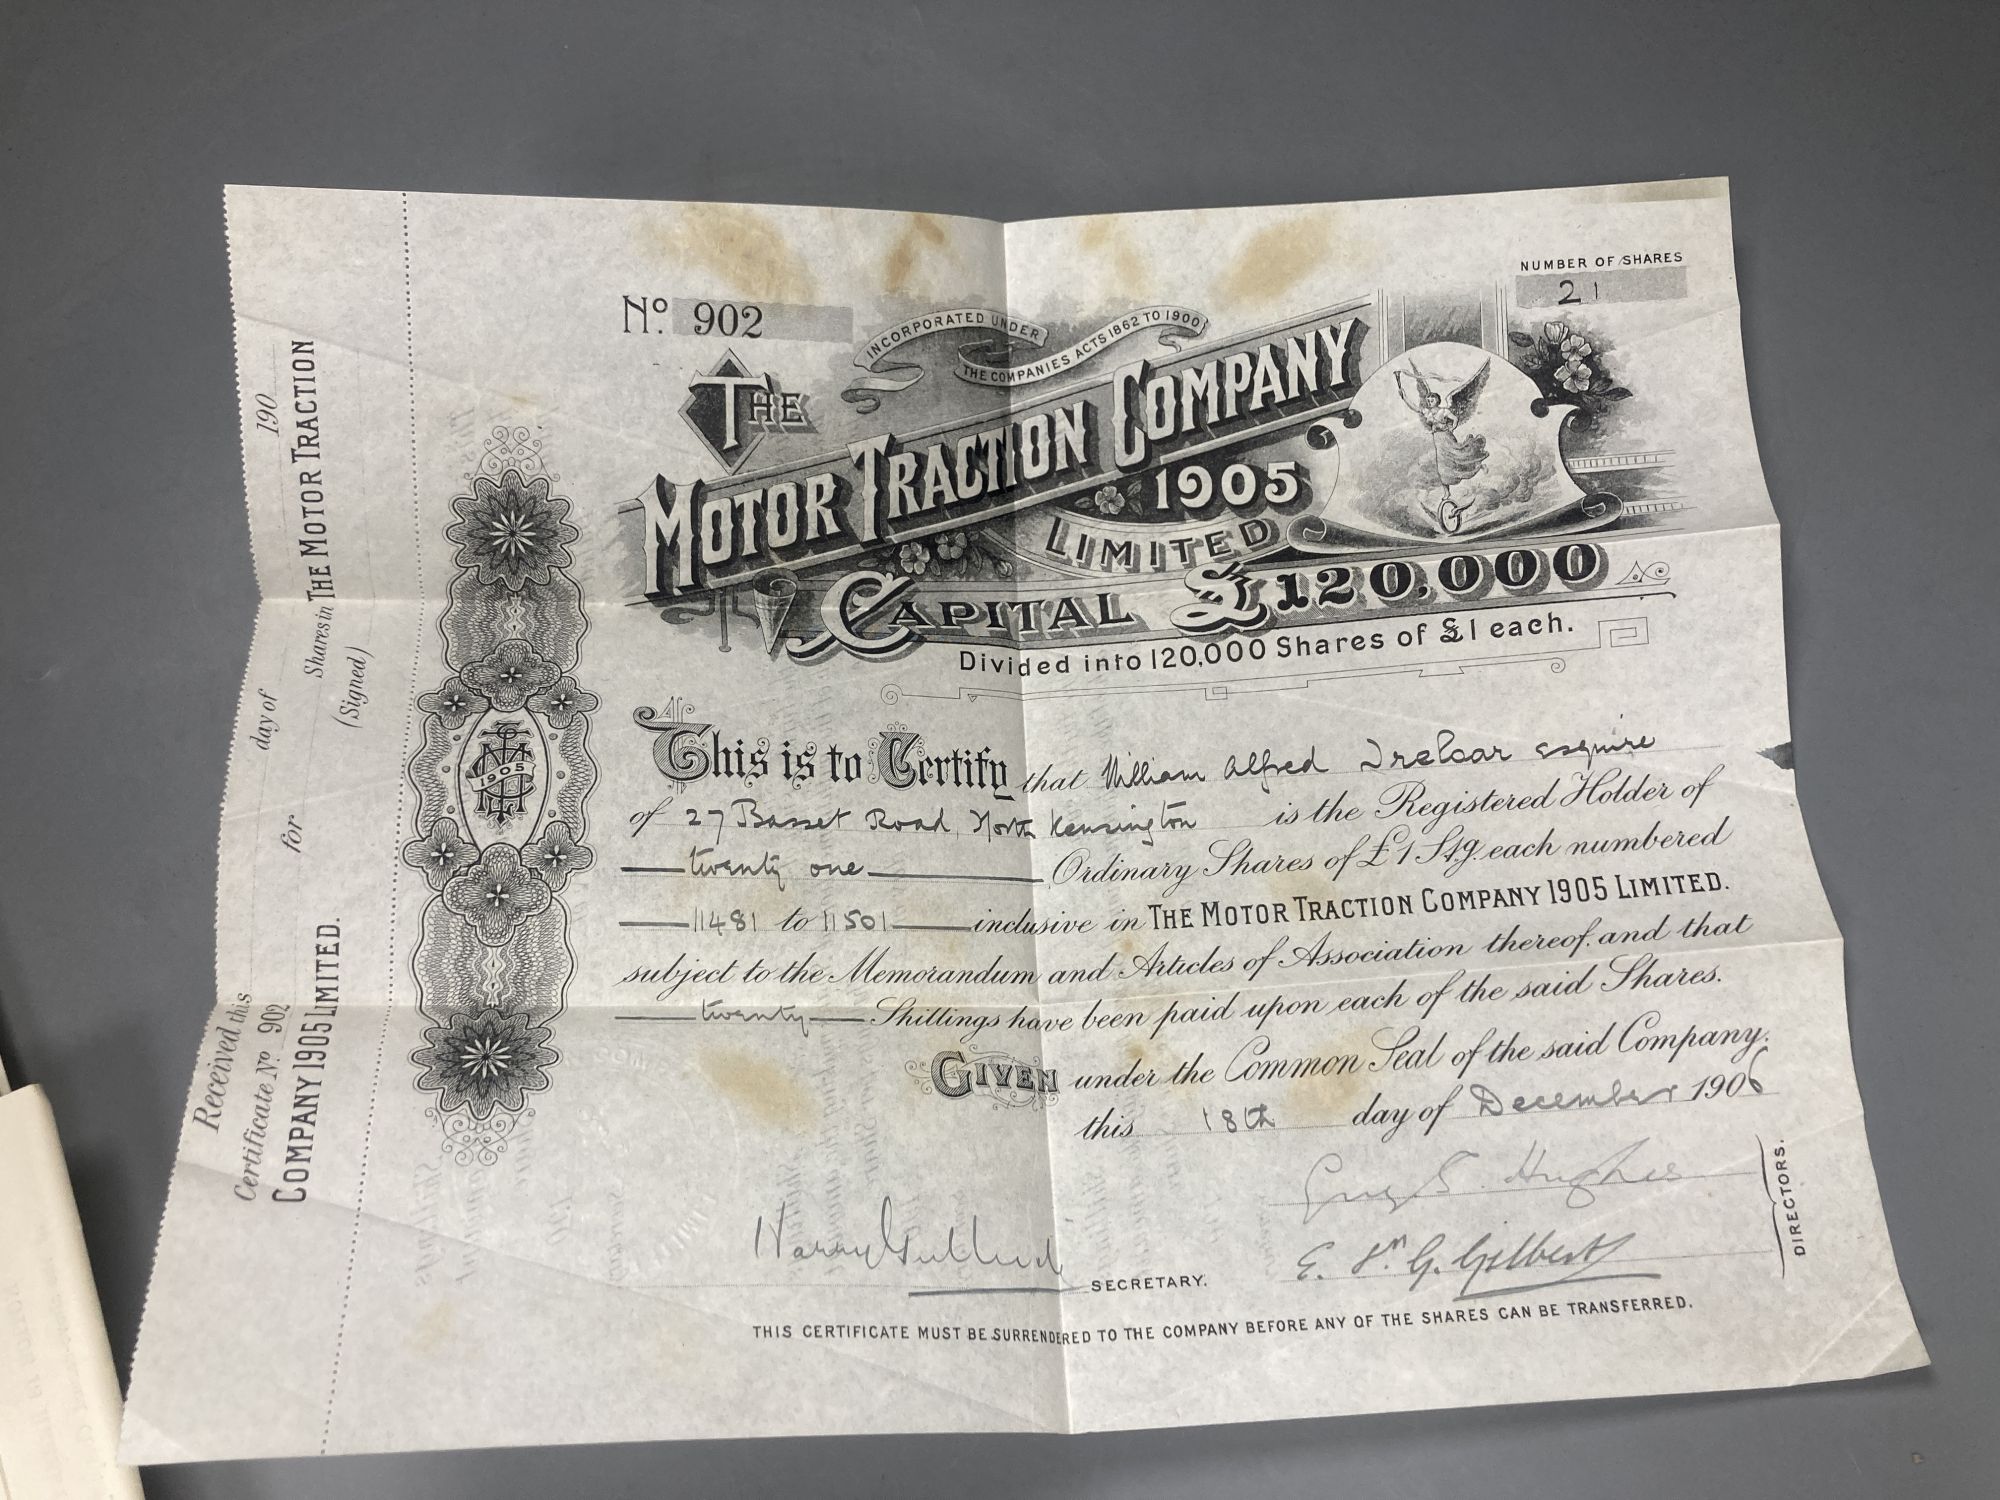 No. 902
NUMBER OF SHARES
21
INCORPORATED UNDER
THE COMPANIES ACTS 1862 TO 1900
THE
MOTOR TRACTION COMPANY
1905
LIMITED
CAPITAL £120,000
Divided into 120,000 Shares of £1 each.
This is to Certify that William Alfred Treloar esquire
of 27 Basset Road, North Kensington is the Registered Holder of
twenty one Ordinary Shares of £1 Stg. each numbered
11481 to 11501 inclusive in THE MOTOR TRACTION COMPANY 1905 LIMITED.
subject to the Memorandum and Articles of Association thereof. and that
twenty Shillings have been paid upon each of the said Shares.
GIVEN under the Common Seal of the said Company.
this 18th day of December 1906
Hughes
Harry
SECRETARY.
E. G. Gilbert
DIRECTORS.
THIS CERTIFICATE MUST BE SURRENDERED TO THE COMPANY BEFORE ANY OF THE SHARES CAN BE TRANSFERRED.
1905
Received this day of 190
Certificate No. 902 for Shares in THE MOTOR TRACTION
COMPANY 1905 LIMITED.
(Signed)